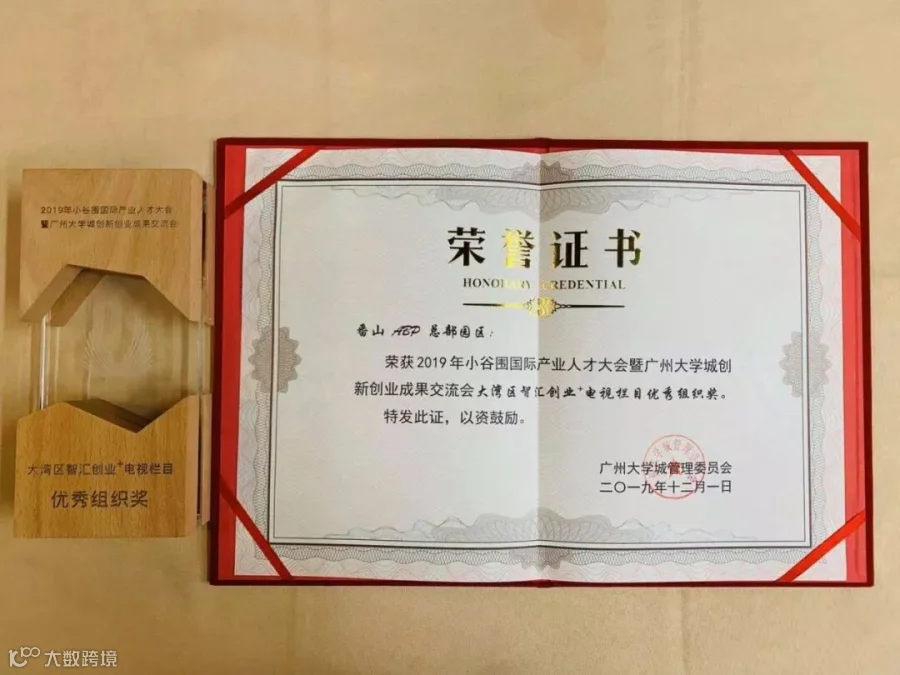 2019年小谷围国际产业人才大会
暨广州大学城创新创业成果交流会
大湾区智汇创业+电视栏目
优秀组织奖
荣誉证书
HONORARY CREDENTIAL
番山 ABP 总部园区：
荣获2019年小谷围国际产业人才大会暨广州大学城创
新创业成果交流会大湾区智汇创业+电视栏目优秀组织奖。
特发此证，以资鼓励。
广州大学城管理委员会
二〇一九年十二月一日
大数跨境